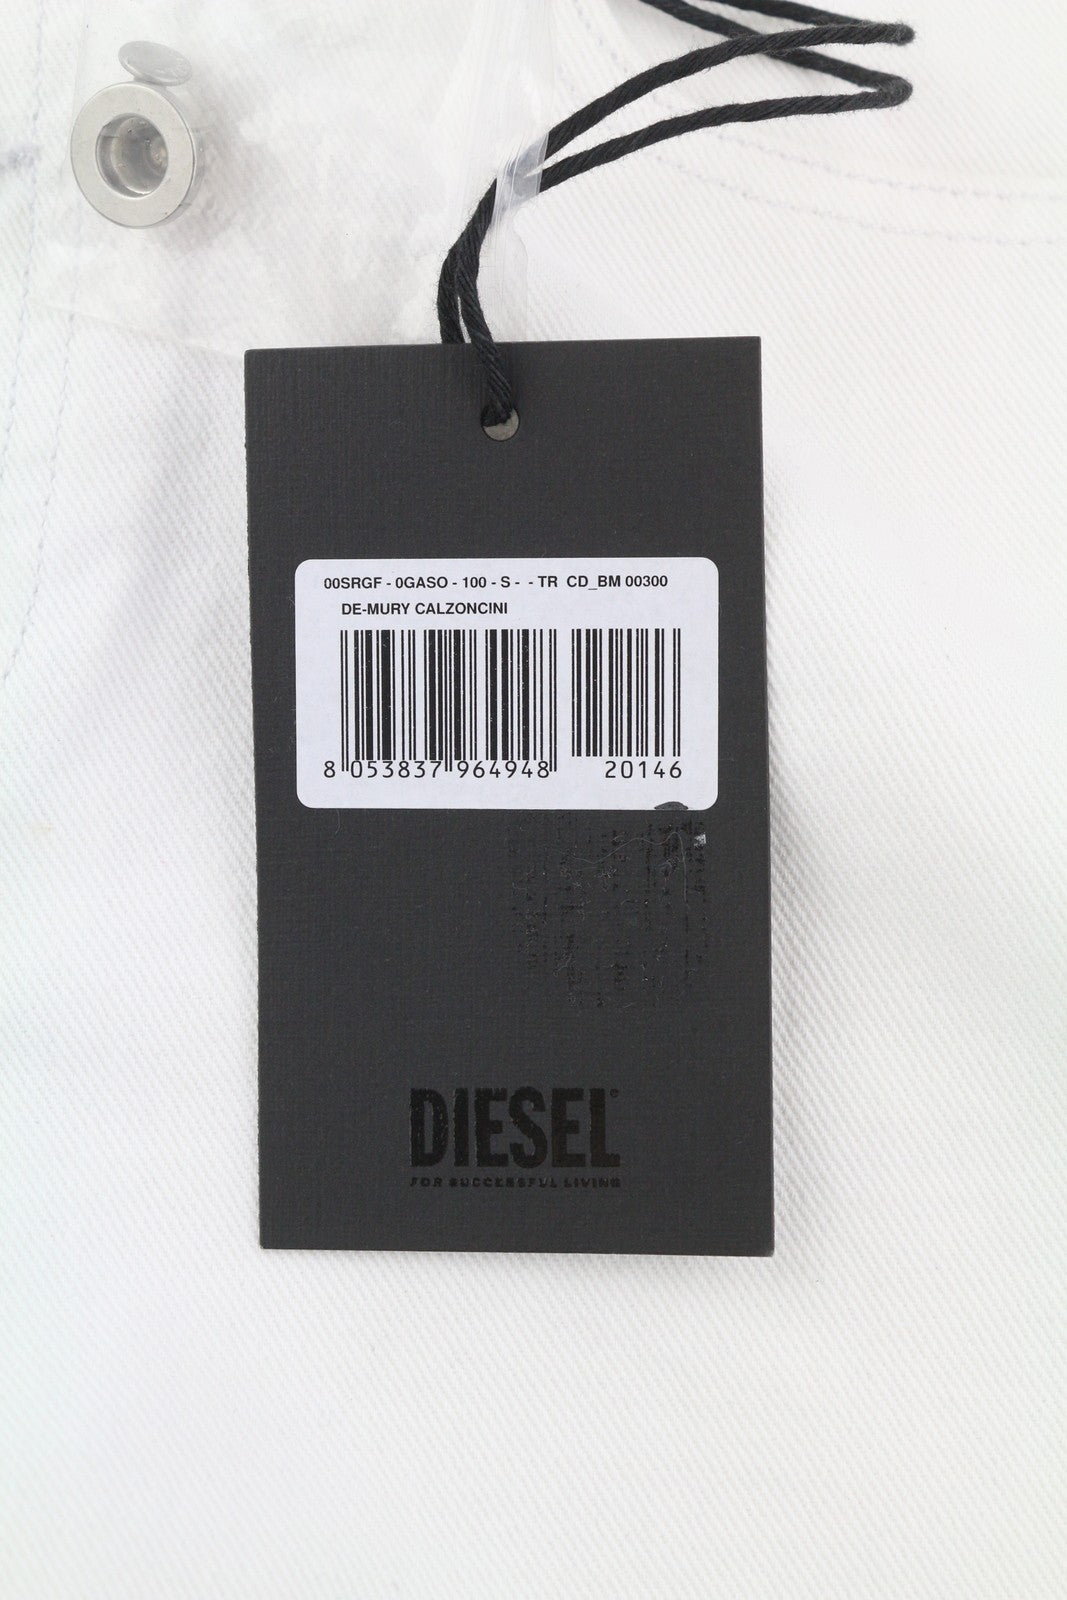 00SRGF - 0GASO - 100 - S - - TR CD_BM 00300
DE-MURY CALZONCINI
8 053837 964948 20146
DIESEL
FOR SUCCESSFUL LIVING